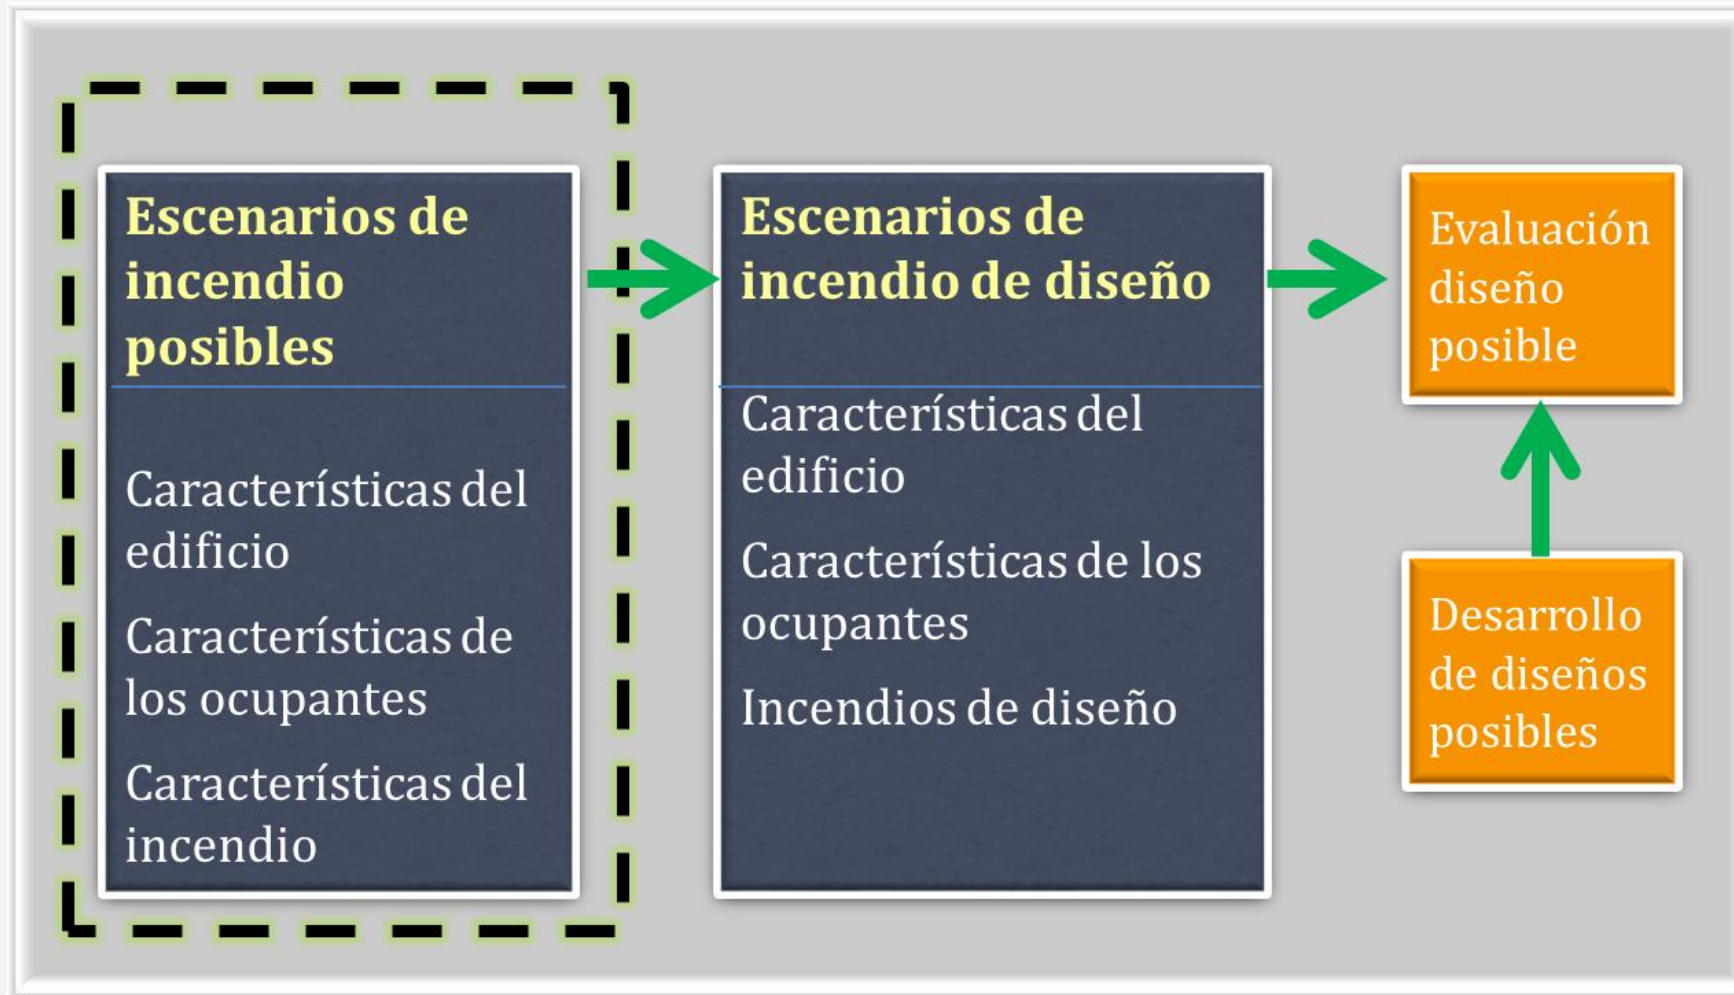 Escenarios de
incendio
posibles
Características del
edificio
Características de
los ocupantes
Características del
incendio
Escenarios de
incendio de diseño
Características del
edificio
Características de los
ocupantes
Incendios de diseño
Evaluación
diseño
posible
Desarrollo
de diseños
posibles